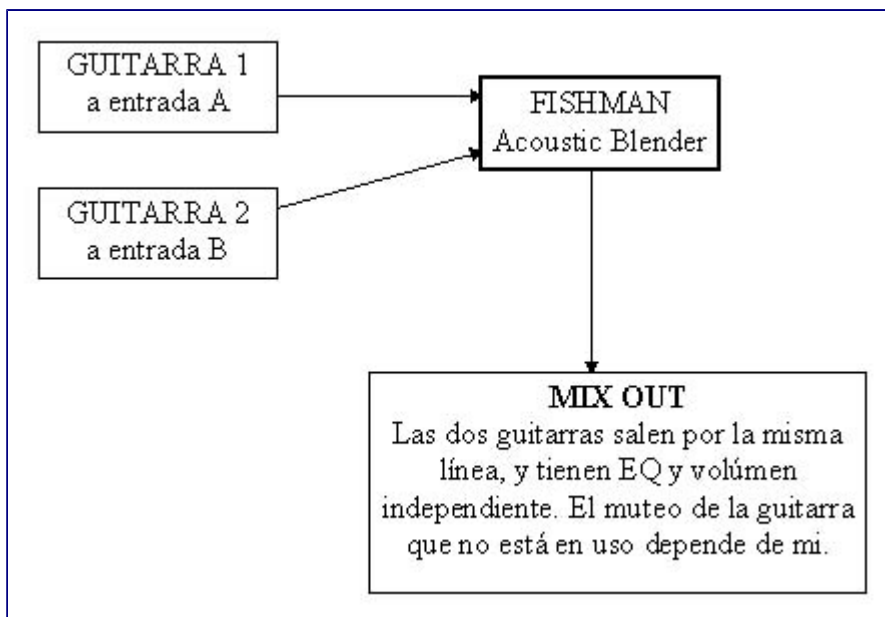 GUITARRA 1
a entrada A
FISHMAN
Acoustic Blender
GUITARRA 2
a entrada B
MIX OUT
Las dos guitarras salen por la misma
línea, y tienen EQ y volúmen
independiente. El muteo de la guitarra
que no está en uso depende de mi.